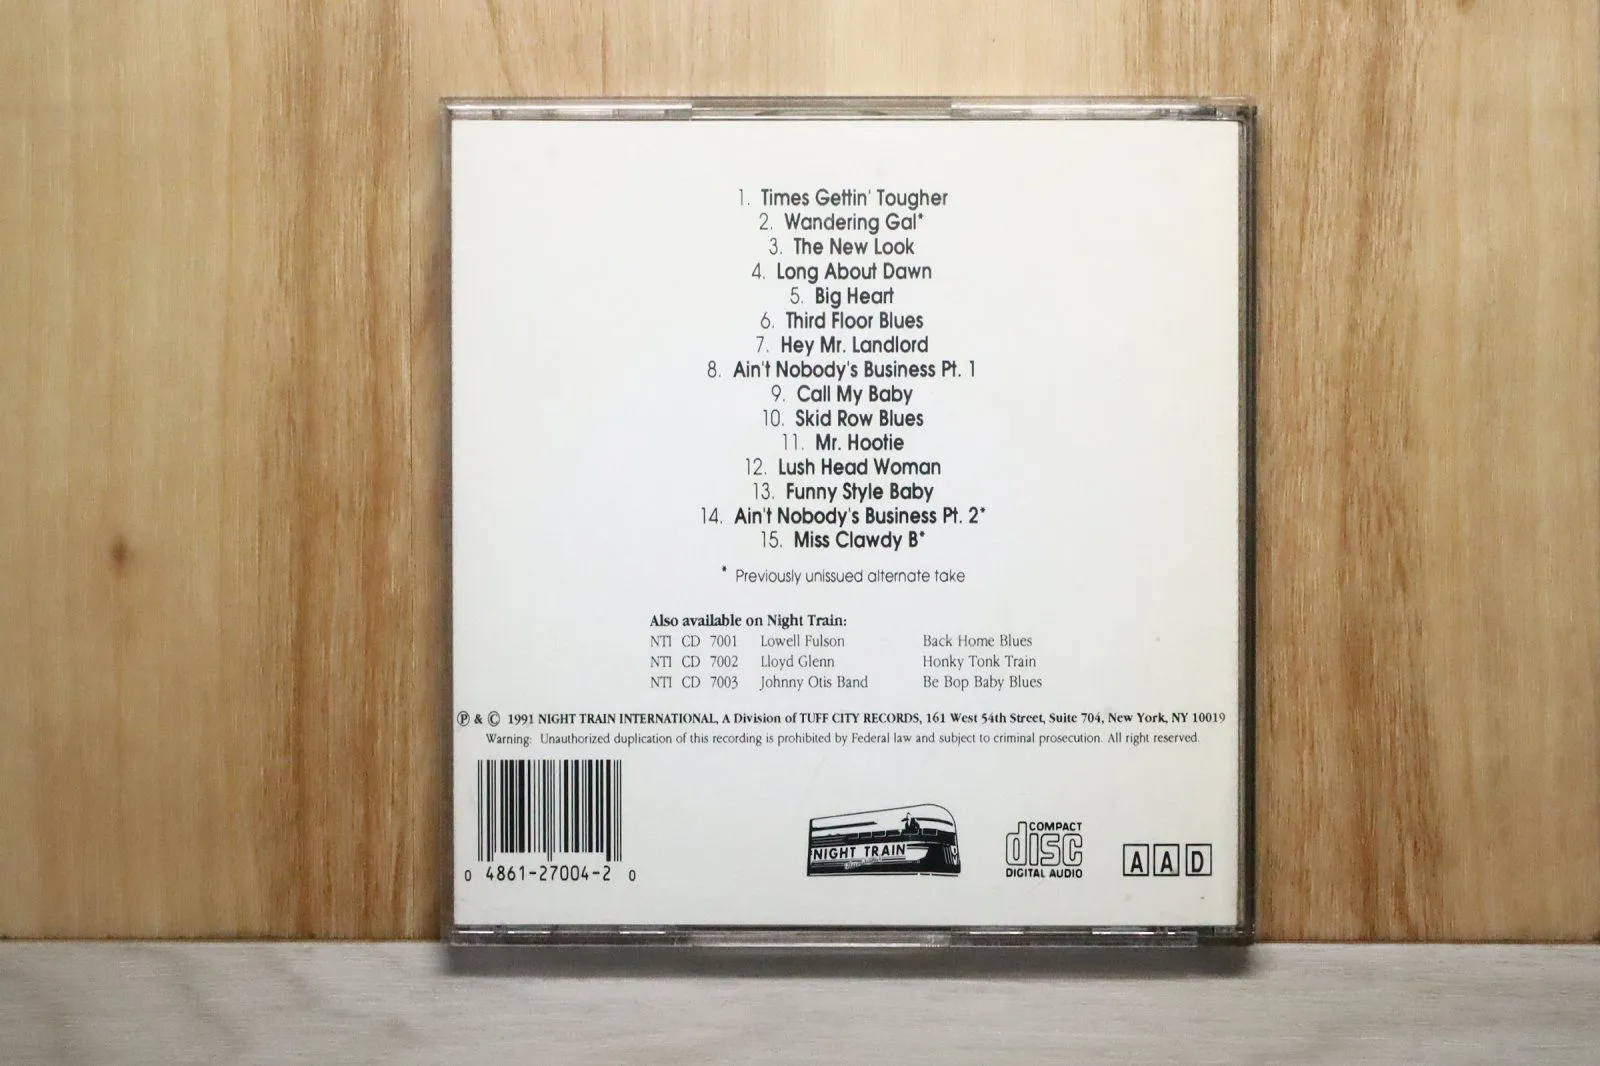 1. Times Gettin' Tougher
2. Wandering Gal*
3. The New Look
4. Long About Dawn
5. Big Heart
6. Third Floor Blues
7. Hey Mr. Landlord
8. Ain't Nobody's Business Pt. 1
9. Call My Baby
10. Skid Row Blues
11. Mr. Hootie
12. Lush Head Woman
13. Funny Style Baby
14. Ain't Nobody's Business Pt. 2*
15. Miss Clawdy B*
* Previously unissued alternate take
Also available on Night Train:
NTI CD 7001 Lowell Fulson Back Home Blues
NTI CD 7002 Lloyd Glenn Honky Tonk Train
NTI CD 7003 Johnny Otis Band Be Bop Baby Blues
℗ & © 1991 NIGHT TRAIN INTERNATIONAL, A Division of TUFF CITY RECORDS, 161 West 54th Street, Suite 704, New York, NY 10019
Warning: Unauthorized duplication of this recording is prohibited by Federal law and subject to criminal prosecution. All right reserved.
0 4861-27004-2 0
NIGHT TRAIN
COMPACT
disc
DIGITAL AUDIO
A A D